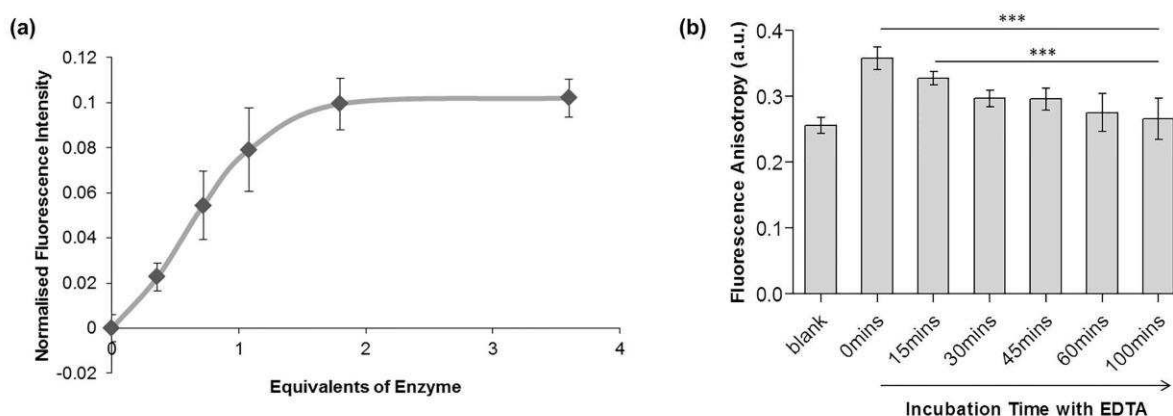 (a)
Normalised Fluorescence Intensity
0.12
0.1
0.08
0.06
0.04
0.02
0
-0.02
0
1
2
3
4
Equivalents of Enzyme
(b)
Fluorescence Anisotropy (a.u.)
0.4
0.3
0.2
0.1
0.0
***
***
blank
0mins
15mins
30mins
45mins
60mins
100mins
Incubation Time with EDTA